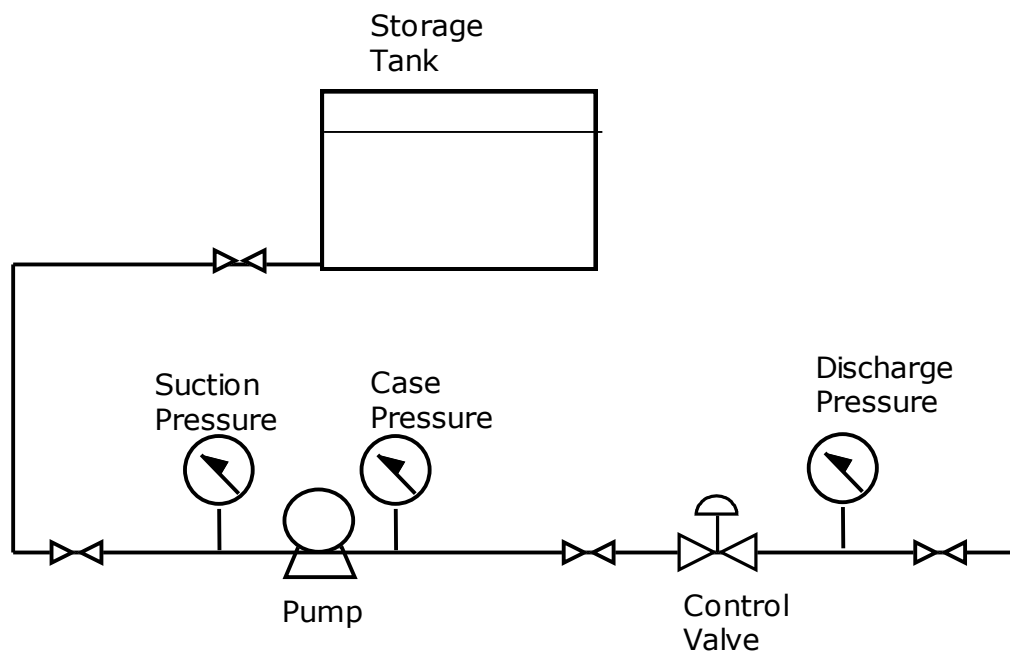 Storage
Tank
Suction
Pressure
Case
Pressure
Discharge
Pressure
Pump
Control
Valve